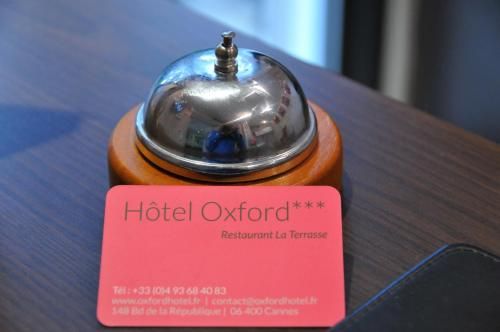 Hôtel Oxford***
Restaurant La Terrasse
Tél : +33 (0)4 93 68 40 83
www.oxfordhotel.fr | contact@oxfordhotel.fr
148 Bd de la République | 06 400 Cannes